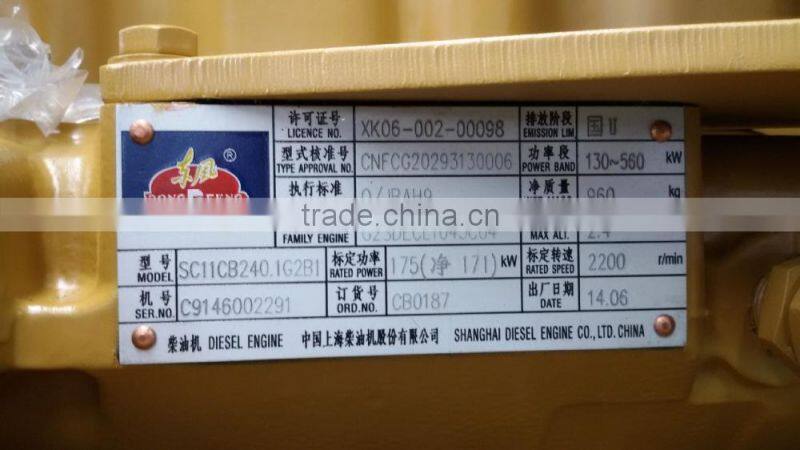 东风 ®
许可证号 LICENCE NO. XK06-002-00098 排放阶段 EMISSION LIM 国Ⅱ
型式核准号 TYPE APPROVAL NO. CNFCG20293130006 功率段 POWER BAND 130~560 kW
执行标准 净质量 960 kg
trade.china.cn
FAMILY ENGINE MAX ALT. 2.4
型号 MODEL SC11CB240.1G2B1 标定功率 RATED POWER 175(净 171) kW 标定转速 RATED SPEED 2200 r/min
机号 SER.NO. C9146002291 订货号 ORD.NO. CB0187 出厂日期 DATE 14.06
柴油机 DIESEL ENGINE 中国上海柴油机股份有限公司 SHANGHAI DIESEL ENGINE CO.,LTD.CHINA